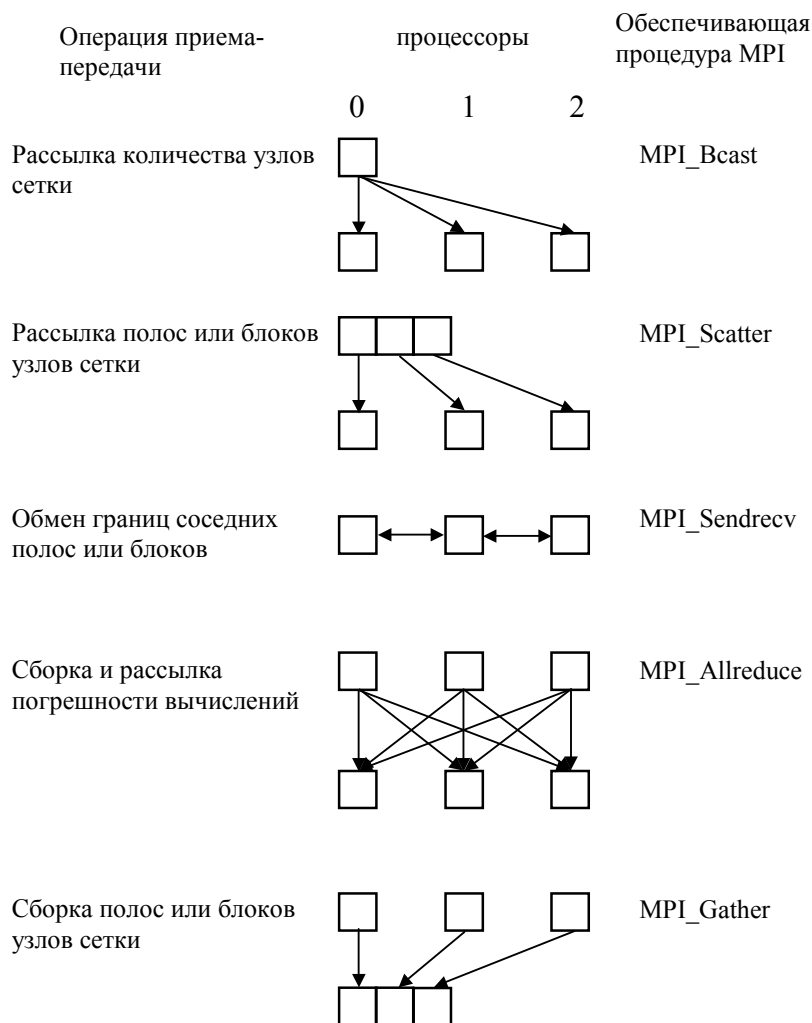 Операция приема-
передачи
процессоры
Обеспечивающая
процедура MPI
0 1 2
Рассылка количества узлов
сетки
MPI_Bcast
Рассылка полос или блоков
узлов сетки
MPI_Scatter
Обмен границ соседних
полос или блоков
MPI_Sendrecv
Сборка и рассылка
погрешности вычислений
MPI_Allreduce
Сборка полос или блоков
узлов сетки
MPI_Gather